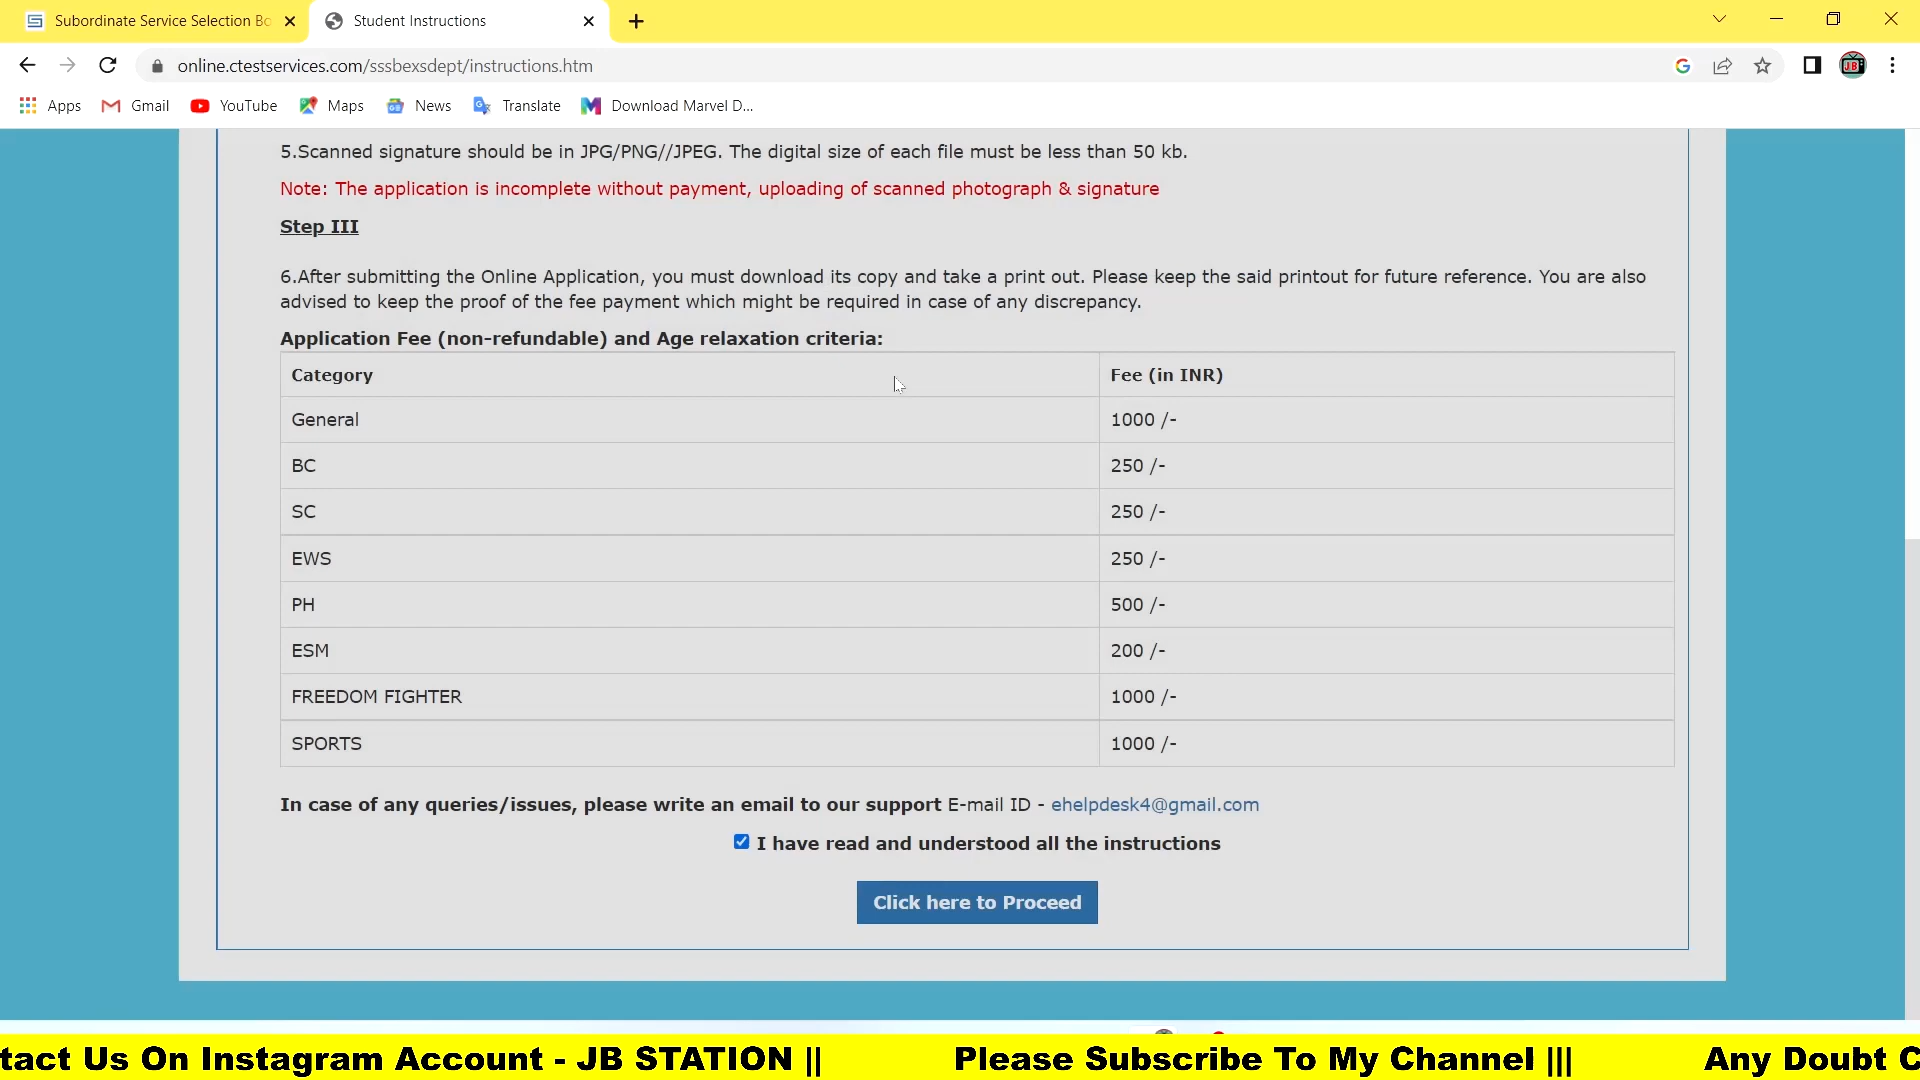 Subordinate Service Selection Bo
Student Instructions
online.ctestservices.com/sssbexsdept/instructions.htm
Apps
Gmail
YouTube
Maps
News
Translate
Download Marvel D...
5.Scanned signature should be in JPG/PNG//JPEG. The digital size of each file must be less than 50 kb.
Note: The application is incomplete without payment, uploading of scanned photograph & signature
Step III
6.After submitting the Online Application, you must download its copy and take a print out. Please keep the said printout for future reference. You are also
advised to keep the proof of the fee payment which might be required in case of any discrepancy.
Application Fee (non-refundable) and Age relaxation criteria:
Category Fee (in INR)
General 1000 /-
BC 250 /-
SC 250 /-
EWS 250 /-
PH 500 /-
ESM 200 /-
FREEDOM FIGHTER 1000 /-
SPORTS 1000 /-
In case of any queries/issues, please write an email to our support E-mail ID - ehelpdesk4@gmail.com
I have read and understood all the instructions
Click here to Proceed
tact Us On Instagram Account - JB STATION || Please Subscribe To My Channel ||| Any Doubt C